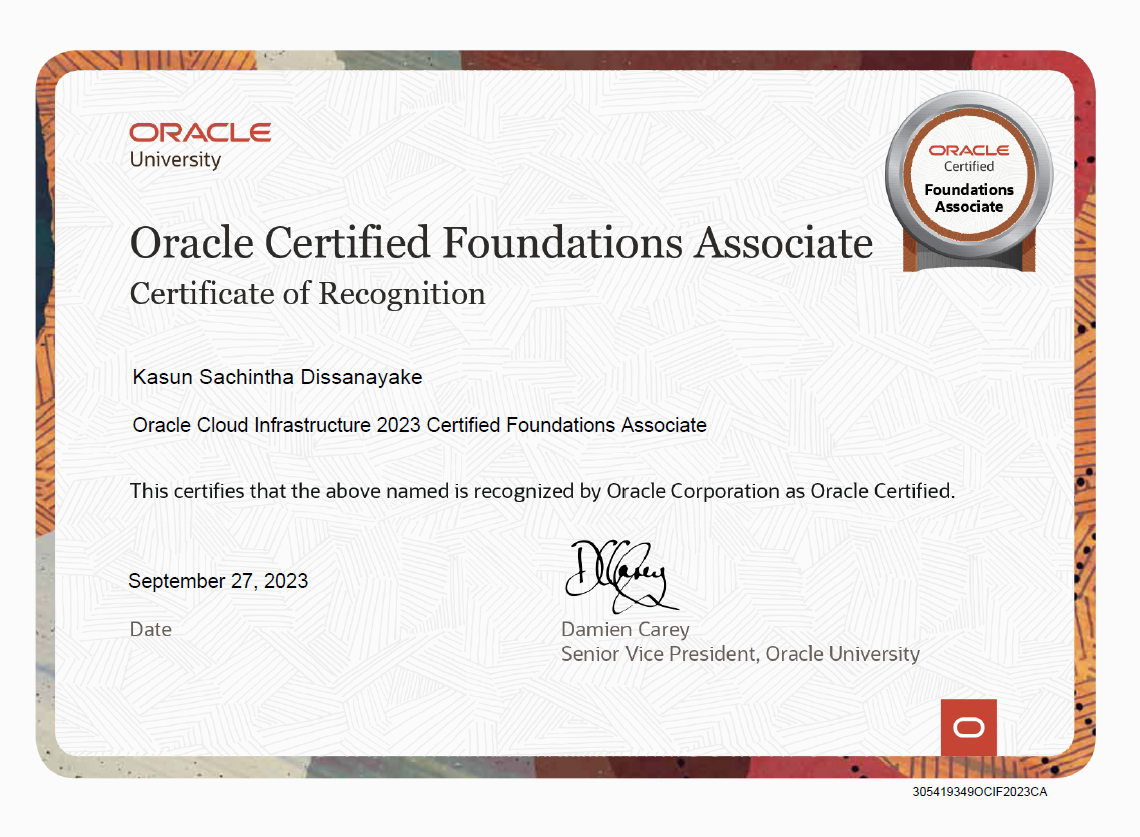 ORACLE
University
ORACLE
Certified
Foundations
Associate
Oracle Certified Foundations Associate
Certificate of Recognition
Kasun Sachintha Dissanayake
Oracle Cloud Infrastructure 2023 Certified Foundations Associate
This certifies that the above named is recognized by Oracle Corporation as Oracle Certified.
DCarey
September 27, 2023
Date
Damien Carey
Senior Vice President, Oracle University
305419349OCIF2023CA